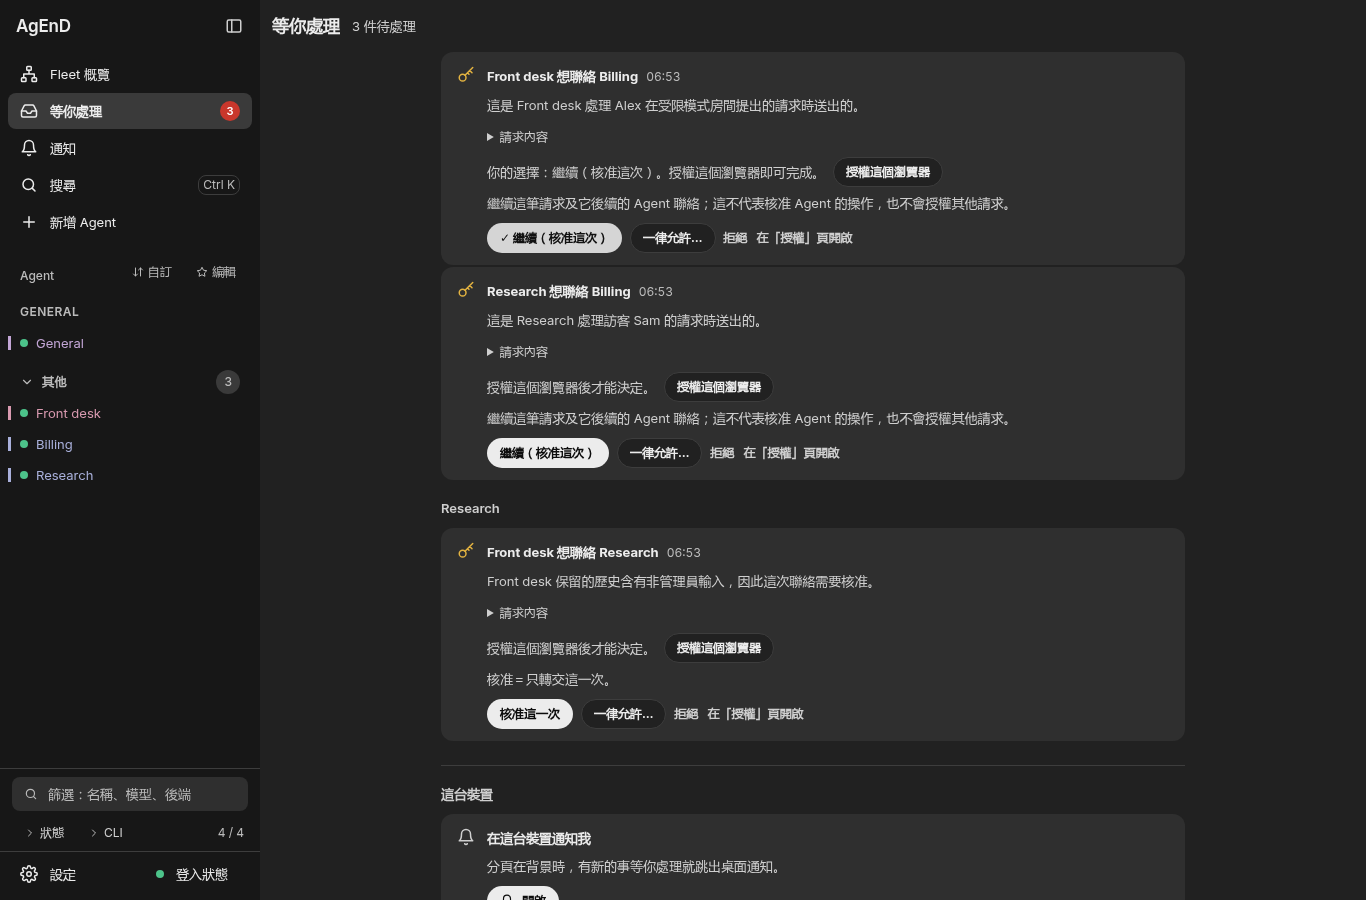 AgEnD
Fleet 概覽
等你處理 3
通知
搜尋 Ctrl K
新增 Agent
Agent 自訂 編輯
GENERAL
General
其他 3
Front desk
Billing
Research
篩選：名稱、模型、後端
狀態 CLI 4 / 4
設定 登入狀態
等你處理 3 件待處理
Front desk 想聯絡 Billing 06:53
這是 Front desk 處理 Alex 在受限模式房間提出的請求時送出的。
▶ 請求內容
你的選擇：繼續（核准這次）。授權這個瀏覽器即可完成。 授權這個瀏覽器
繼續這筆請求及它後續的 Agent 聯絡；這不代表核准 Agent 的操作，也不會授權其他請求。
✓ 繼續（核准這次） 一律允許... 拒絕 在「授權」頁開啟
Research 想聯絡 Billing 06:53
這是 Research 處理訪客 Sam 的請求時送出的。
▶ 請求內容
授權這個瀏覽器後才能決定。 授權這個瀏覽器
繼續這筆請求及它後續的 Agent 聯絡；這不代表核准 Agent 的操作，也不會授權其他請求。
繼續（核准這次） 一律允許... 拒絕 在「授權」頁開啟
Research
Front desk 想聯絡 Research 06:53
Front desk 保留的歷史含有非管理員輸入，因此這次聯絡需要核准。
▶ 請求內容
授權這個瀏覽器後才能決定。 授權這個瀏覽器
核准 = 只轉交這一次。
核准這一次 一律允許... 拒絕 在「授權」頁開啟
這台裝置
在這台裝置通知我
分頁在背景時，有新的事等你處理就跳出桌面通知。